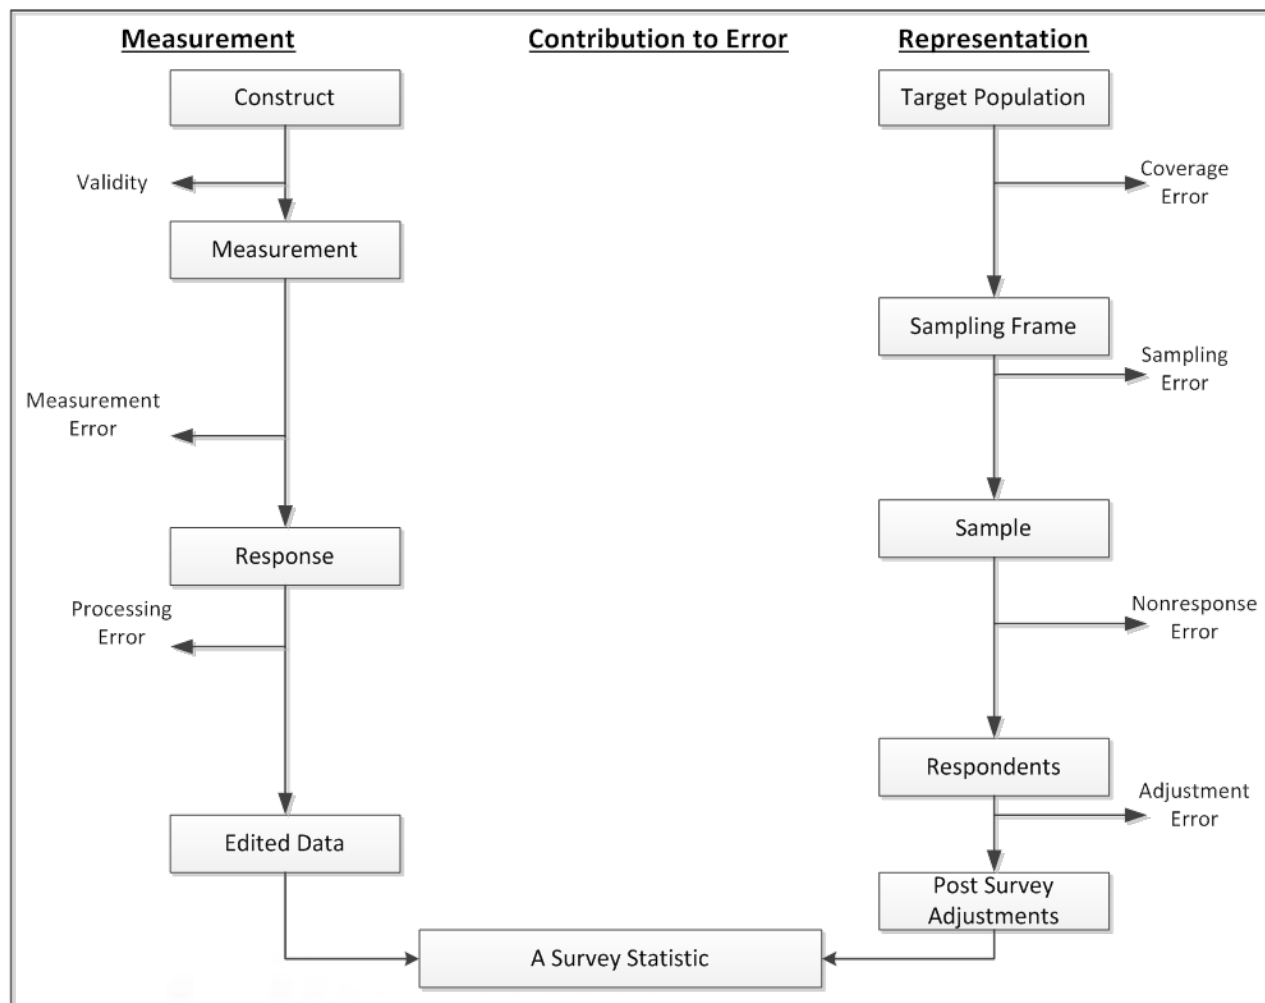 Measurement
Contribution to Error
Representation
Construct
Target Population
Validity
Coverage
Error
Measurement
Sampling Frame
Sampling
Error
Measurement
Error
Sample
Response
Processing
Error
Nonresponse
Error
Respondents
Adjustment
Error
Edited Data
Post Survey
Adjustments
A Survey Statistic